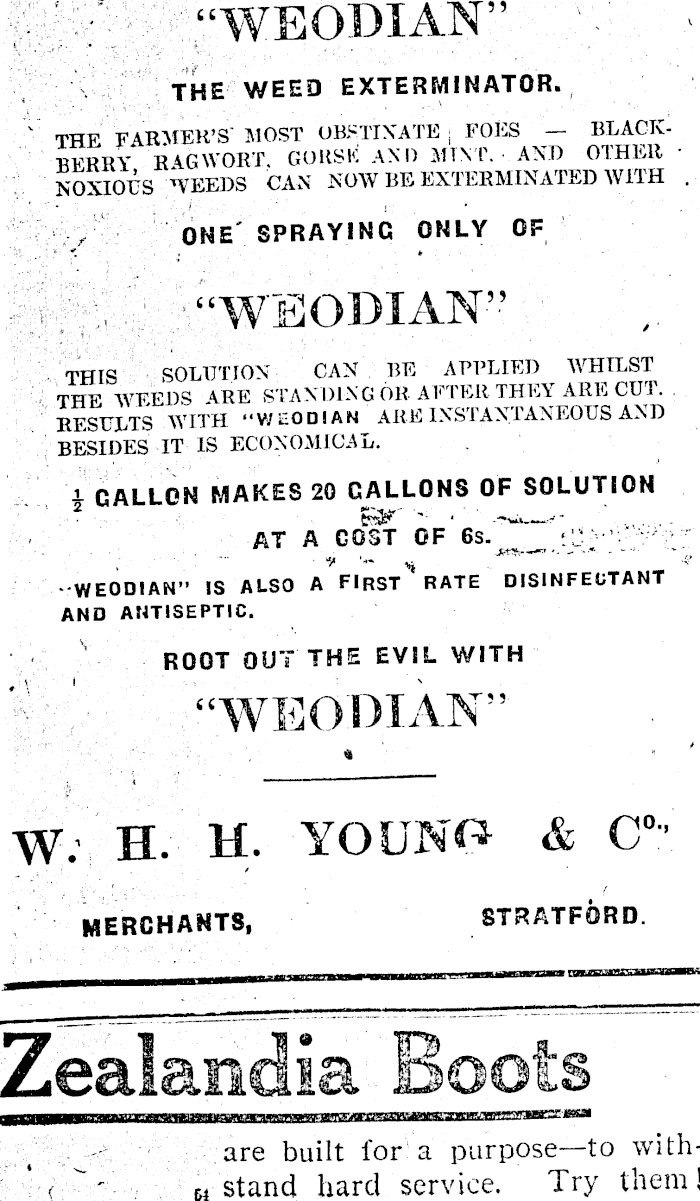 “WEODIAN”
THE WEED EXTERMINATOR.
THE FARMER'S MOST OBSTINATE FOES — BLACK-
BERRY, RAGWORT, GORSE AND MINT. AND OTHER
NOXIOUS WEEDS CAN NOW BE EXTERMINATED WITH
ONE SPRAYING ONLY OF
“WEODIAN”
THIS SOLUTION CAN BE APPLIED WHILST
THE WEEDS ARE STANDING OR AFTER THEY ARE CUT.
RESULTS WITH “WEODIAN ARE INSTANTANEOUS AND
BESIDES IT IS ECONOMICAL.
½ GALLON MAKES 20 GALLONS OF SOLUTION
AT A COST OF 6s.
“WEODIAN” IS ALSO A FIRST RATE DISINFECTANT
AND ANTISEPTIC.
ROOT OUT THE EVIL WITH
“WEODIAN”
W. H. H. YOUNG & Co.,
MERCHANTS, STRATFORD.
Zealandia Boots
are built for a purpose—to with-
stand hard service. Try them!
54